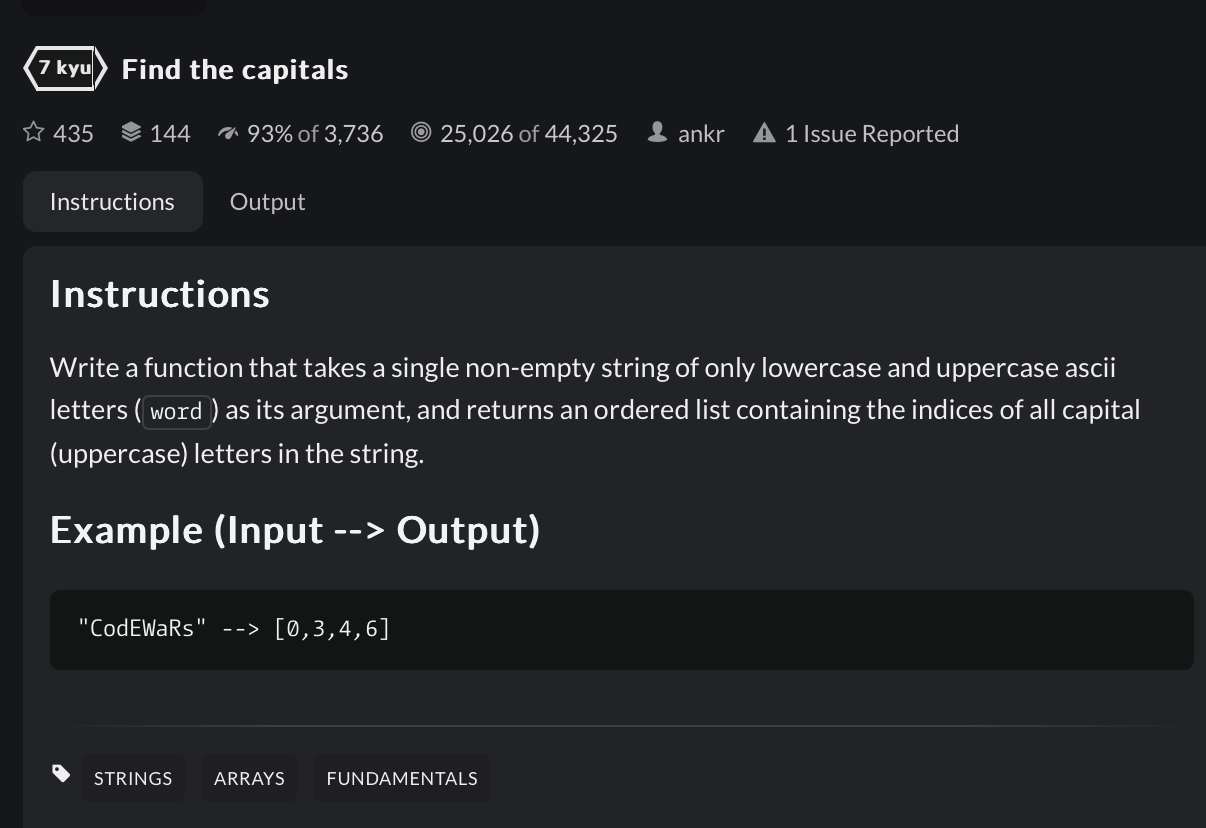 7 kyu Find the capitals
435 144 93% of 3,736 25,026 of 44,325 ankr 1 Issue Reported
Instructions Output
Instructions
Write a function that takes a single non-empty string of only lowercase and uppercase ascii
letters (word) as its argument, and returns an ordered list containing the indices of all capital
(uppercase) letters in the string.
Example (Input --> Output)
"CodEWaRs" --> [0,3,4,6]
STRINGS ARRAYS FUNDAMENTALS